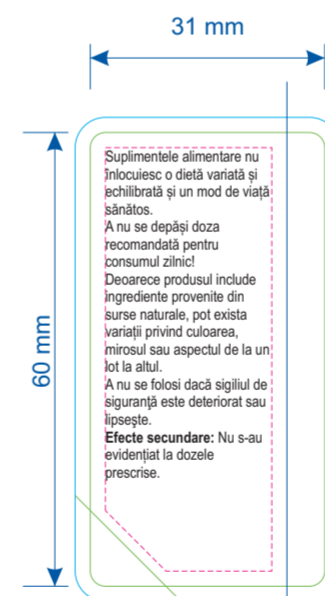 31 mm
60 mm
Suplimentele alimentare nu
înlocuiesc o dietă variată și
echilibrată și un mod de viață
sănătos.
A nu se depăși doza
recomandată pentru
consumul zilnic!
Deoarece produsul include
ingrediente provenite din
surse naturale, pot exista
variații privind culoarea,
mirosul sau aspectul de la un
lot la altul.
A nu se folosi dacă sigiliul de
siguranţă este deteriorat sau
lipseşte.
Efecte secundare: Nu s-au
evidențiat la dozele
prescrise.